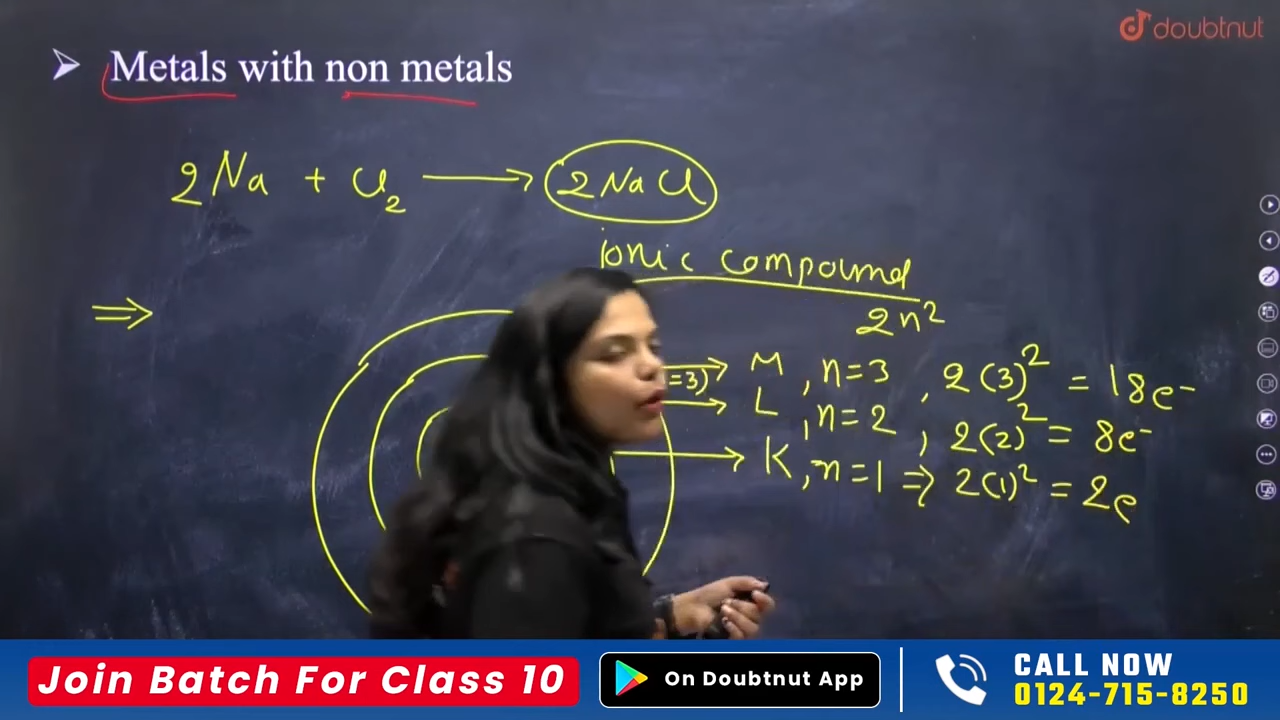 doubtnut
➤ Metals with non metals
2Na + Cl₂ ⟶ 2NaCl
ionic compound
2n²
⇒
=3) → M , n=3 , 2(3)² = 18e⁻
→ L , n=2 , 2(2)² = 8e⁻
→ K , n=1 ⇒ 2(1)² = 2e
Join Batch For Class 10
On Doubtnut App
CALL NOW
0124-715-8250